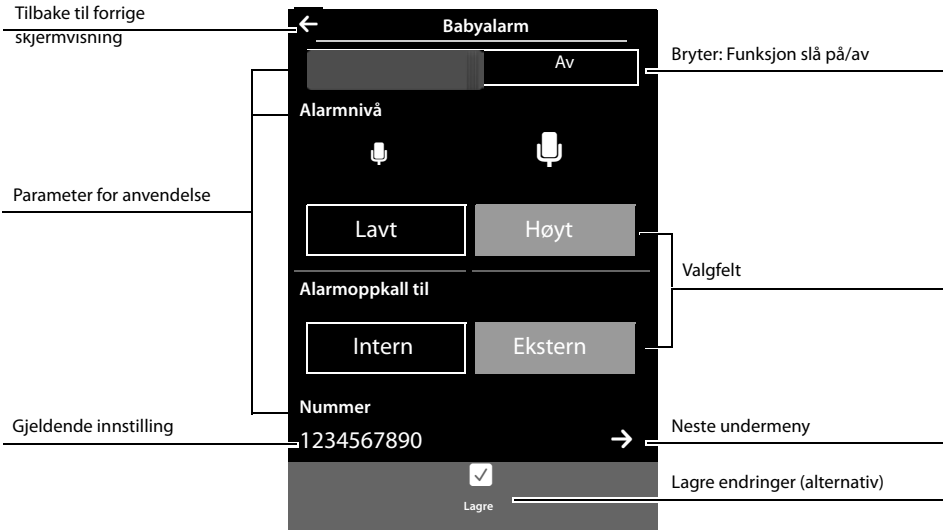 Tilbake til forrige
skjermvisning
Babyalarm
Av
Bryter: Funksjon slå på/av
Alarmnivå
Parameter for anvendelse
Lavt
Høyt
Valgfelt
Alarmoppkall til
Intern
Ekstern
Nummer
Gjeldende innstilling
1234567890
Neste undermeny
Lagre
Lagre endringer (alternativ)